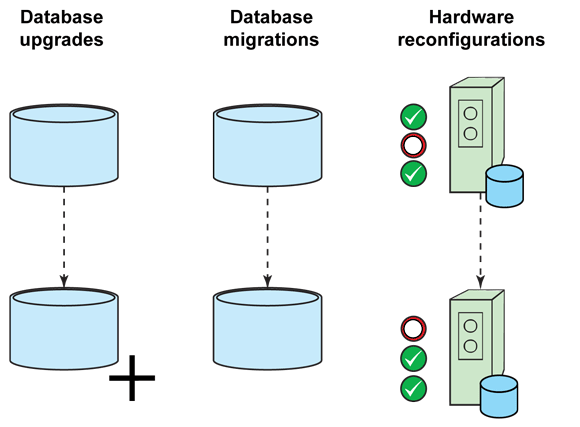 Database
upgrades
Database
migrations
Hardware
reconfigurations